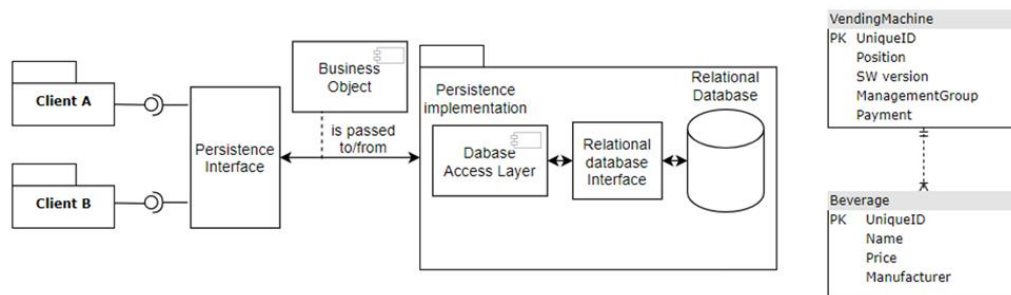 Client A
Client B
Persistence
Interface
Business
Object
is passed
to/from
Persistence
implementation
Dabase
Access Layer
Relational
database
Interface
Relational
Database
VendingMachine
PK UniqueID
Position
SW version
ManagementGroup
Payment
Beverage
PK UniqueID
Name
Price
Manufacturer